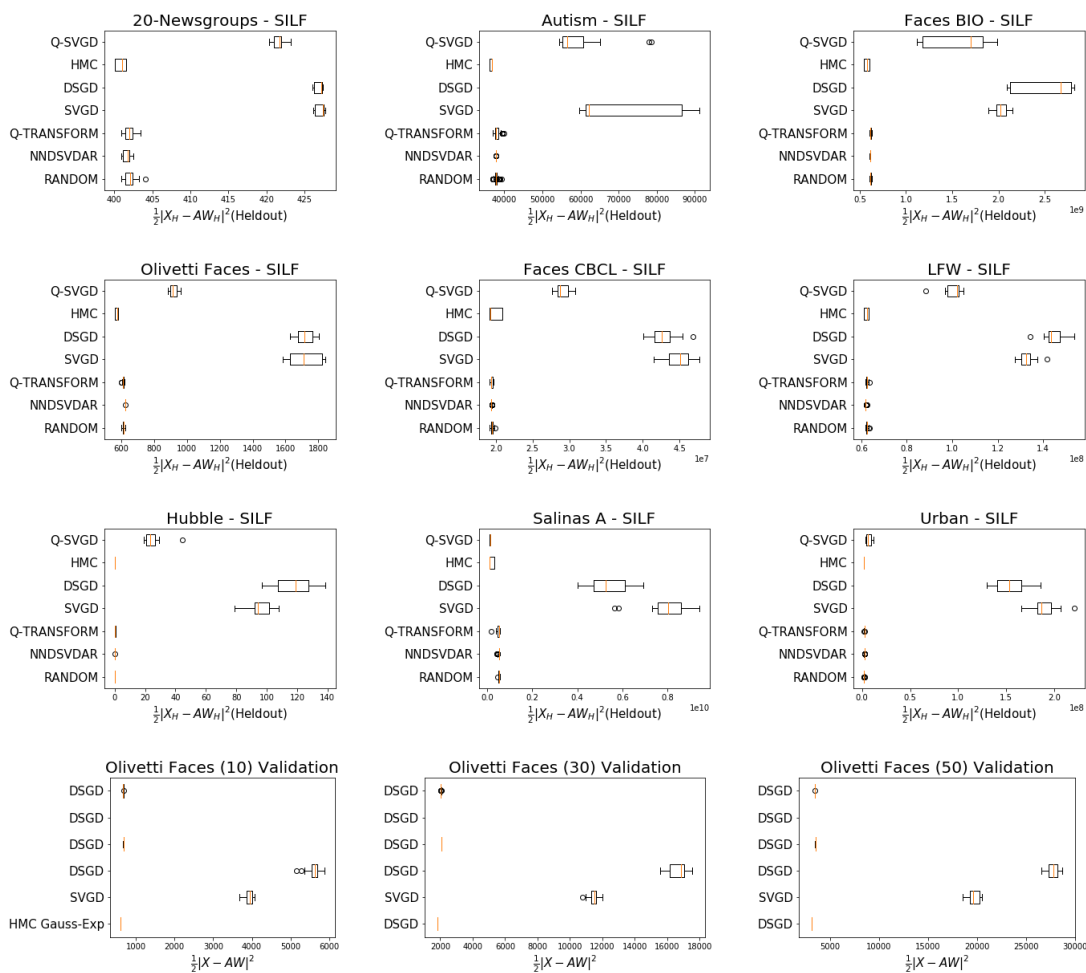 20-Newsgroups - SILF
Q-SVGD
HMC
DSGD
SVGD
Q-TRANSFORM
NNDSVDAR
RANDOM
400 405 410 415 420 425
½|X_H − AW_H|²(Heldout)
Autism - SILF
40000 50000 60000 70000 80000 90000
½|X_H − AW_H|²(Heldout)
Faces BIO - SILF
Q-SVGD
HMC
DSGD
SVGD
Q-TRANSFORM
NNDSVDAR
RANDOM
0.5 1.0 1.5 2.0 2.5
1e9
½|X_H − AW_H|²(Heldout)
Olivetti Faces - SILF
Q-SVGD
HMC
DSGD
SVGD
Q-TRANSFORM
NNDSVDAR
RANDOM
600 800 1000 1200 1400 1600 1800
½|X_H − AW_H|²(Heldout)
Faces CBCL - SILF
Q-SVGD
HMC
DSGD
SVGD
Q-TRANSFORM
NNDSVDAR
RANDOM
2.0 2.5 3.0 3.5 4.0 4.5
1e7
½|X_H − AW_H|²(Heldout)
LFW - SILF
Q-SVGD
HMC
DSGD
SVGD
Q-TRANSFORM
NNDSVDAR
RANDOM
0.6 0.8 1.0 1.2 1.4
1e8
½|X_H − AW_H|²(Heldout)
Hubble - SILF
Q-SVGD
HMC
DSGD
SVGD
Q-TRANSFORM
NNDSVDAR
RANDOM
0 20 40 60 80 100 120 140
½|X_H − AW_H|²(Heldout)
Salinas A - SILF
Q-SVGD
HMC
DSGD
SVGD
Q-TRANSFORM
NNDSVDAR
RANDOM
0.0 0.2 0.4 0.6 0.8
1e10
½|X_H − AW_H|²(Heldout)
Urban - SILF
Q-SVGD
HMC
DSGD
SVGD
Q-TRANSFORM
NNDSVDAR
RANDOM
0.0 0.5 1.0 1.5 2.0
1e8
½|X_H − AW_H|²(Heldout)
Olivetti Faces (10) Validation
DSGD
DSGD
DSGD
DSGD
SVGD
HMC Gauss-Exp
1000 2000 3000 4000 5000 6000
½|X − AW|²
Olivetti Faces (30) Validation
DSGD
DSGD
DSGD
DSGD
SVGD
DSGD
2000 4000 6000 8000 10000 12000 14000 16000 18000
½|X − AW|²
Olivetti Faces (50) Validation
DSGD
DSGD
DSGD
DSGD
SVGD
DSGD
5000 10000 15000 20000 25000 30000
½|X − AW|²